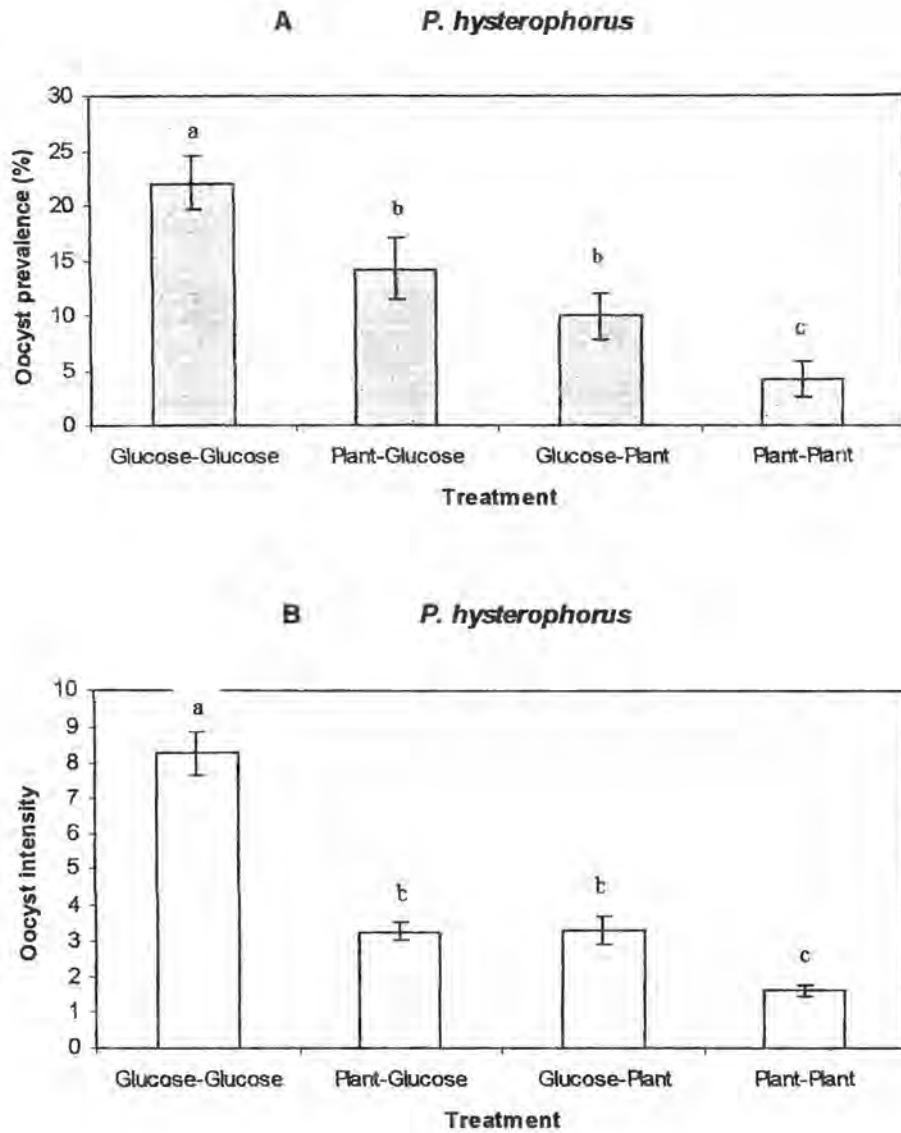 A P. hysterophorus
30
25
20
15
10
5
0
Oocyst prevalence (%)
a
b
b
c
Glucose-Glucose Plant-Glucose Glucose-Plant Plant-Plant
Treatment
B P. hysterophorus
10
9
8
7
6
5
4
3
2
1
0
Oocyst intensity
a
b
b
c
Glucose-Glucose Plant-Glucose Glucose-Plant Plant-Plant
Treatment